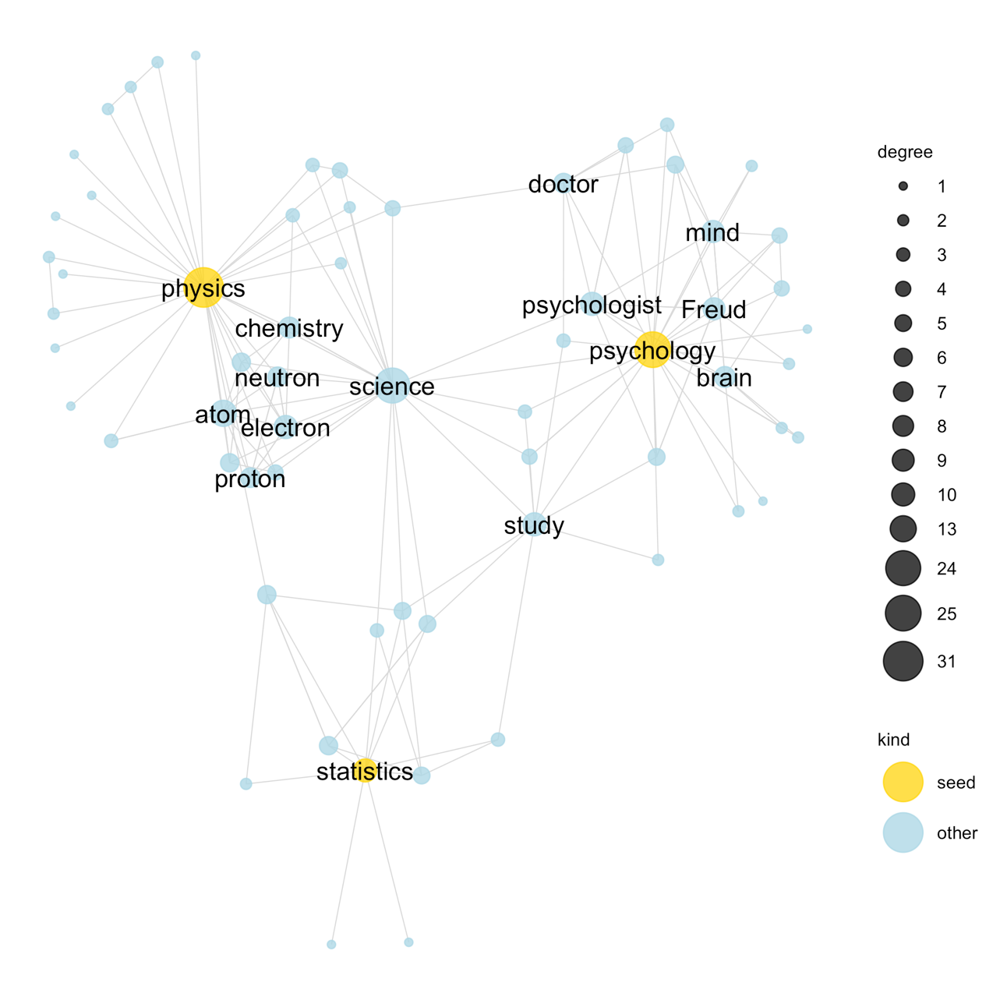 doctor
mind
physics
psychologist
Freud
chemistry
psychology
neutron
science
brain
atom
electron
proton
study
statistics
degree
1
2
3
4
5
6
7
8
9
10
13
24
25
31
kind
seed
other